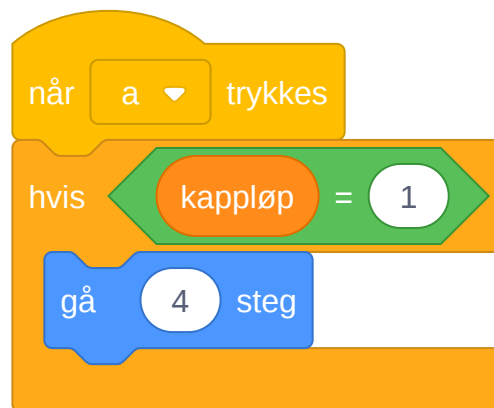 når a trykkes
hvis kappløp = 1
gå 4 steg